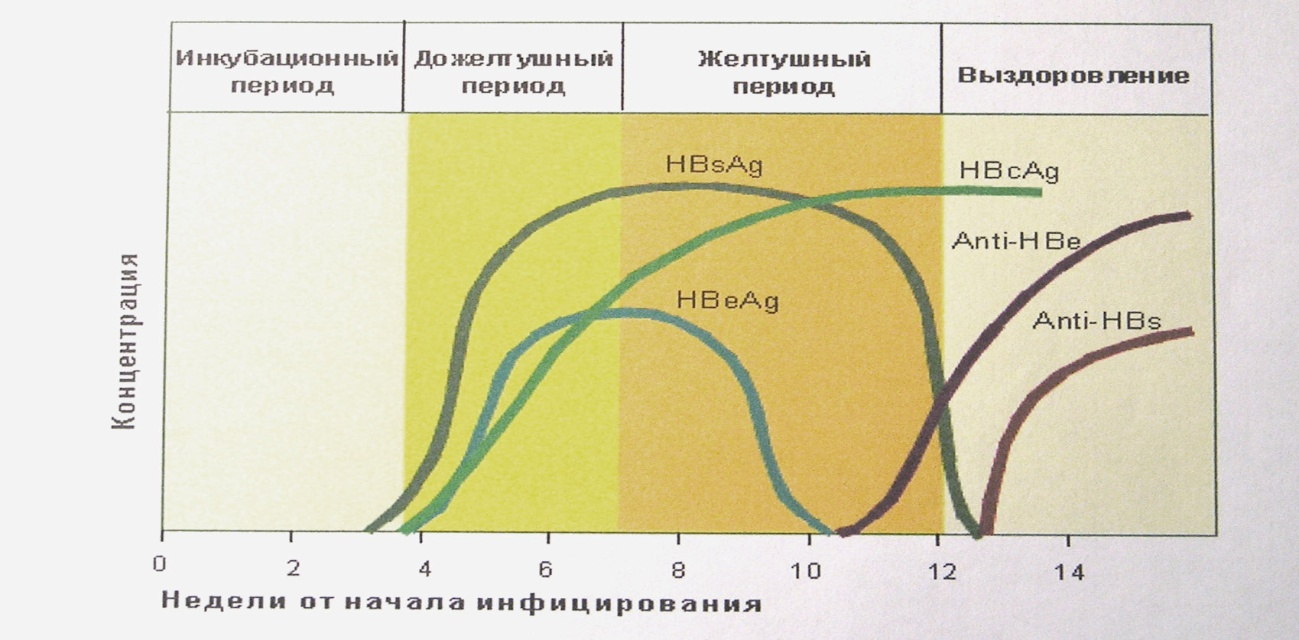 Инкубационный период
Дожелтушный период
Желтушный период
Выздоровление
HBsAg
HBcAg
Anti-HBe
HBeAg
Anti-HBs
Концентрация
0 2 4 6 8 10 12 14
Недели от начала инфицирования